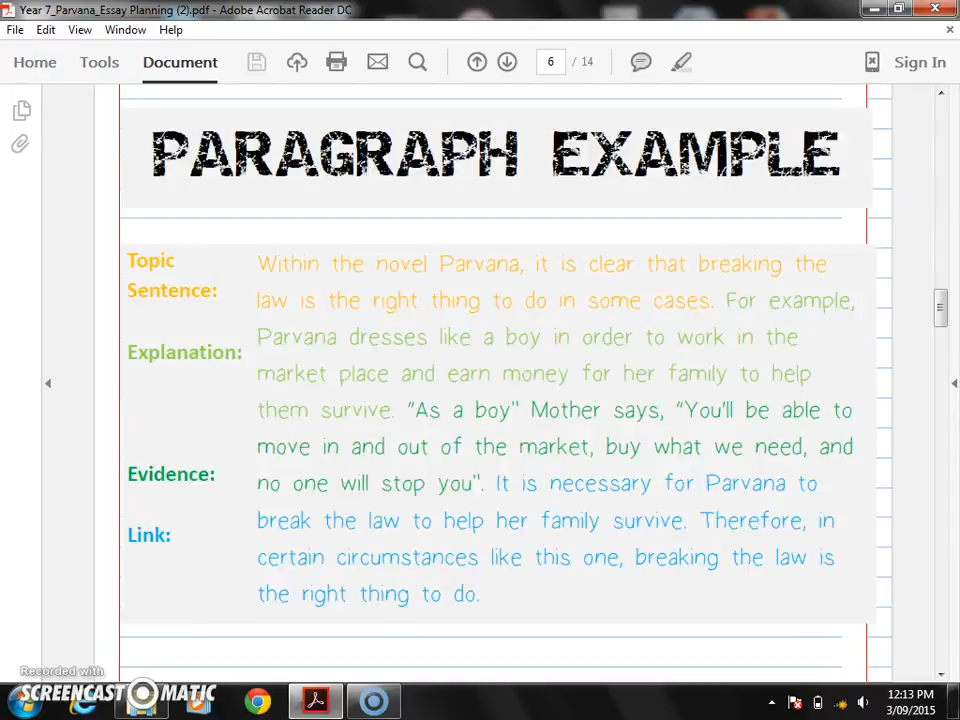 Year 7_Parvana_Essay Planning (2).pdf - Adobe Acrobat Reader DC
File Edit View Window Help
Home Tools Document 6 / 14 Sign In
PARAGRAPH EXAMPLE
Topic
Sentence:
Explanation:
Evidence:
Link:
Within the novel Parvana, it is clear that breaking the
law is the right thing to do in some cases. For example,
Parvana dresses like a boy in order to work in the
market place and earn money for her family to help
them survive. "As a boy" Mother says, "You'll be able to
move in and out of the market, buy what we need, and
no one will stop you". It is necessary for Parvana to
break the law to help her family survive. Therefore, in
certain circumstances like this one, breaking the law is
the right thing to do.
Recorded with
SCREENCAST MATIC
12:13 PM
3/09/2015